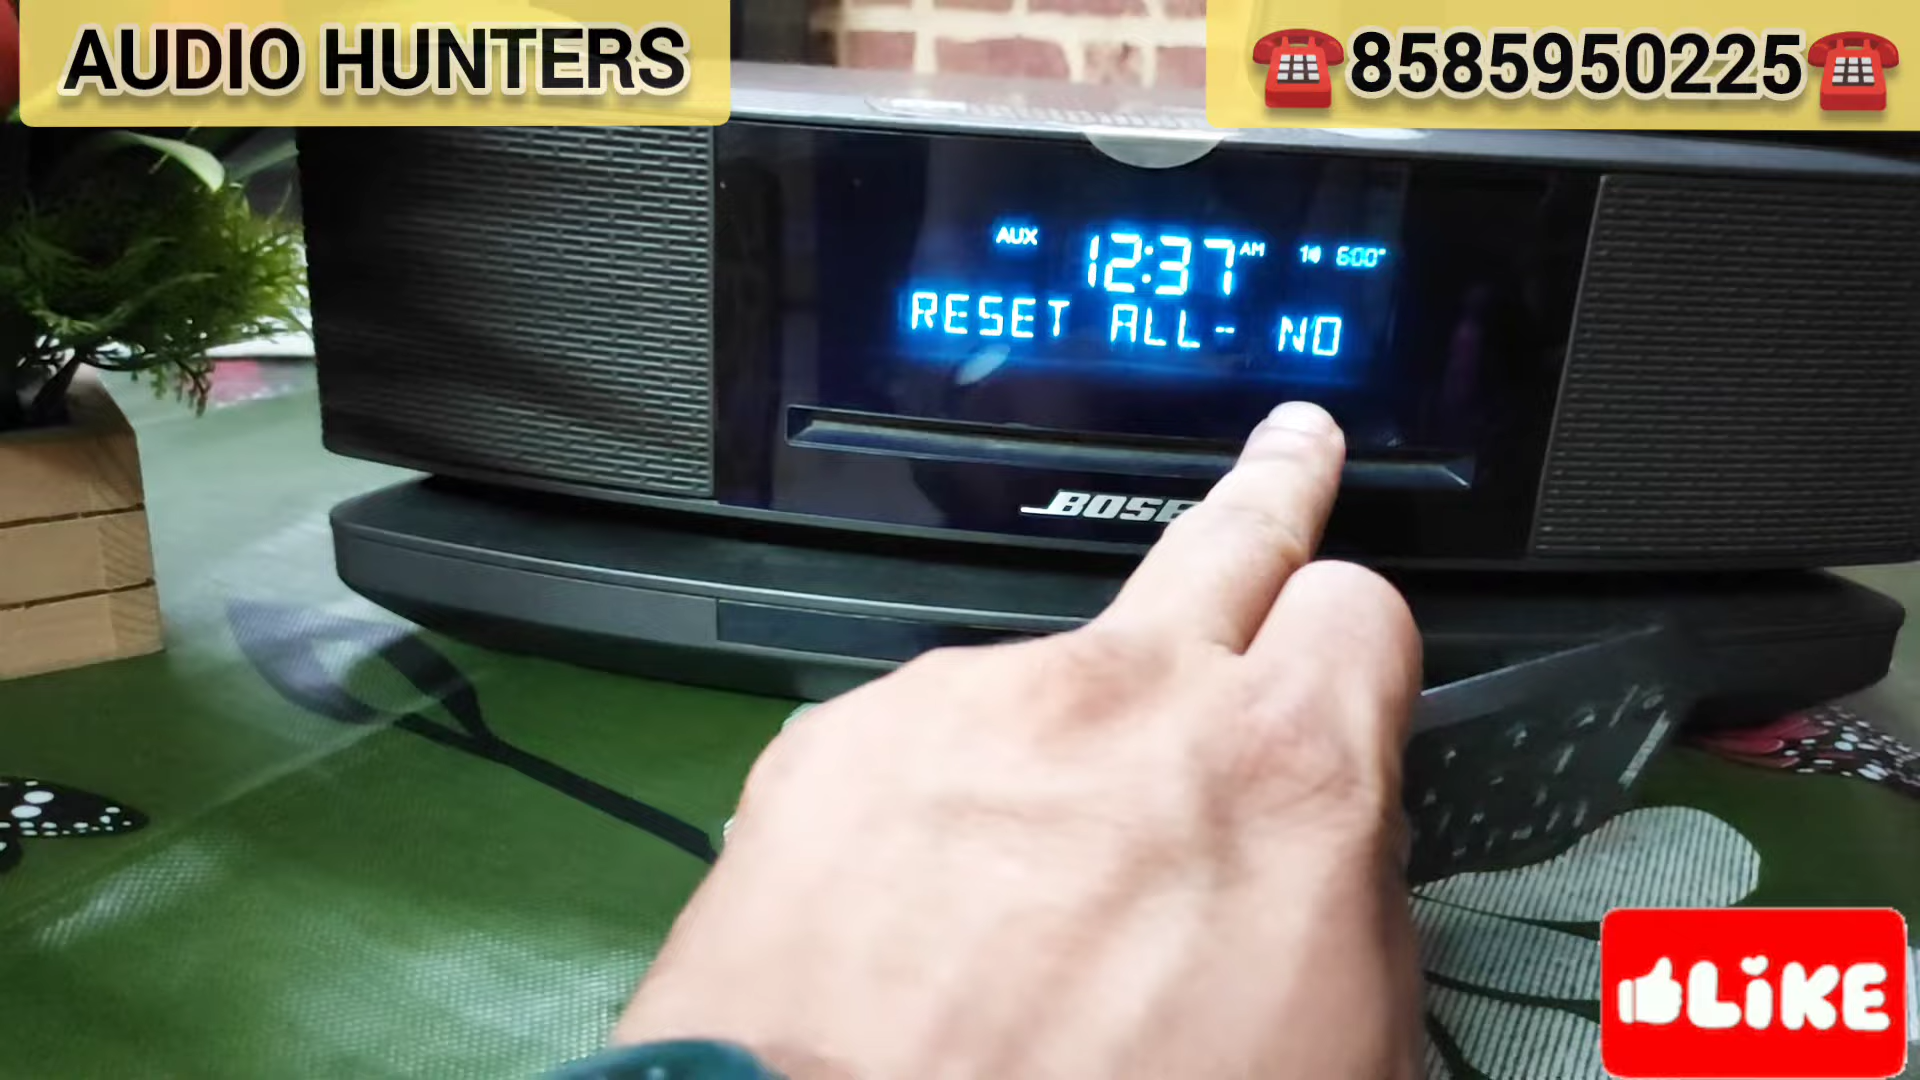 AUDIO HUNTERS
8585950225
AUX 12:37 AM
RESET ALL- NO
BOSE
LIKE